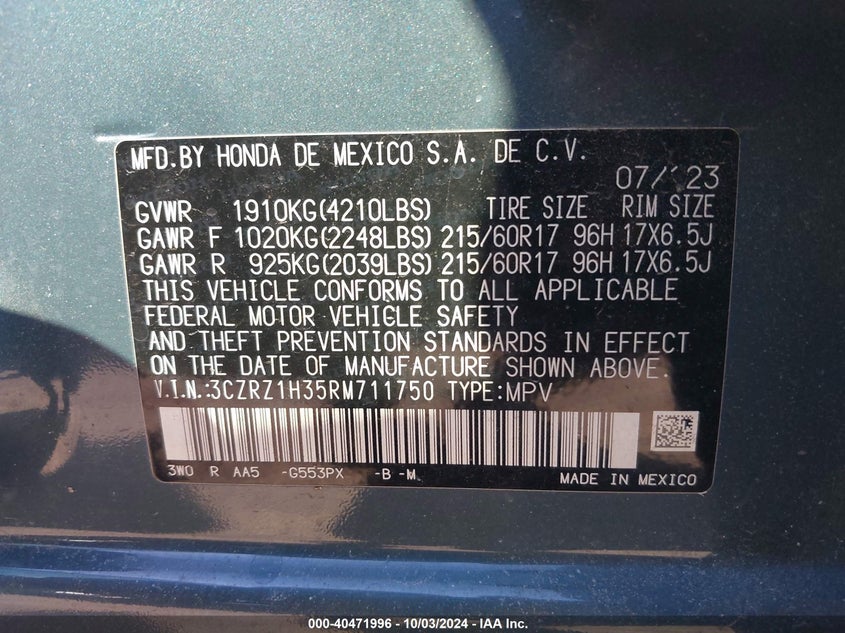 MFD.BY HONDA DE MEXICO S.A. DE C.V.
07/23
GVWR 1910KG(4210LBS) TIRE SIZE RIM SIZE
GAWR F 1020KG(2248LBS) 215/60R17 96H 17X6.5J
GAWR R 925KG(2039LBS) 215/60R17 96H 17X6.5J
THIS VEHICLE CONFORMS TO ALL APPLICABLE
FEDERAL MOTOR VEHICLE SAFETY
AND THEFT PREVENTION STANDARDS IN EFFECT
ON THE DATE OF MANUFACTURE SHOWN ABOVE.
V.I.N.:3CZRZ1H35RM711750 TYPE:MPV
3W0 R AA5 -G553PX -B -M
MADE IN MEXICO
000-40471996 - 10/03/2024 - IAA Inc.